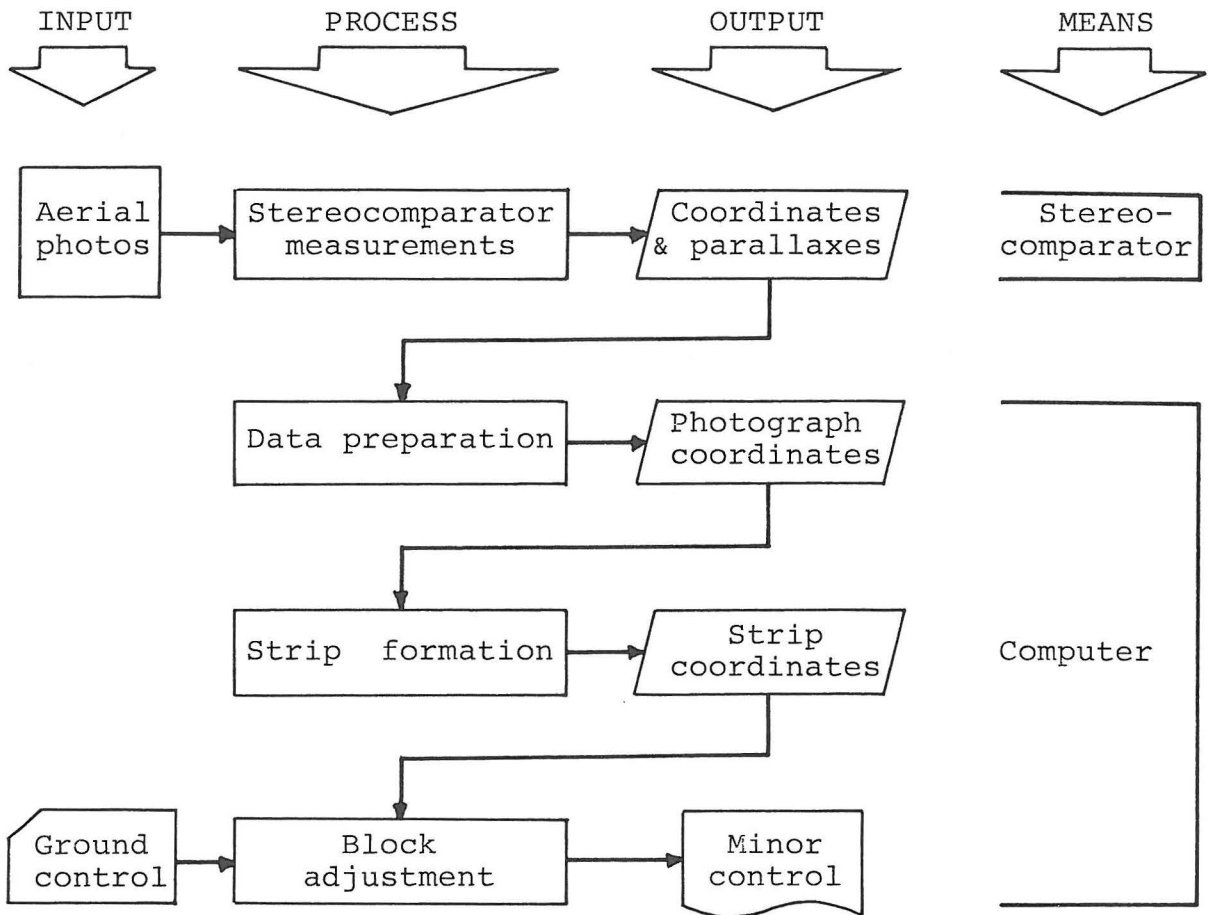 INPUT
PROCESS
OUTPUT
MEANS
Aerial
photos
Stereocomparator
measurements
Coordinates
& parallaxes
Stereo-
comparator
Data preparation
Photograph
coordinates
Strip formation
Strip
coordinates
Computer
Ground
control
Block
adjustment
Minor
control